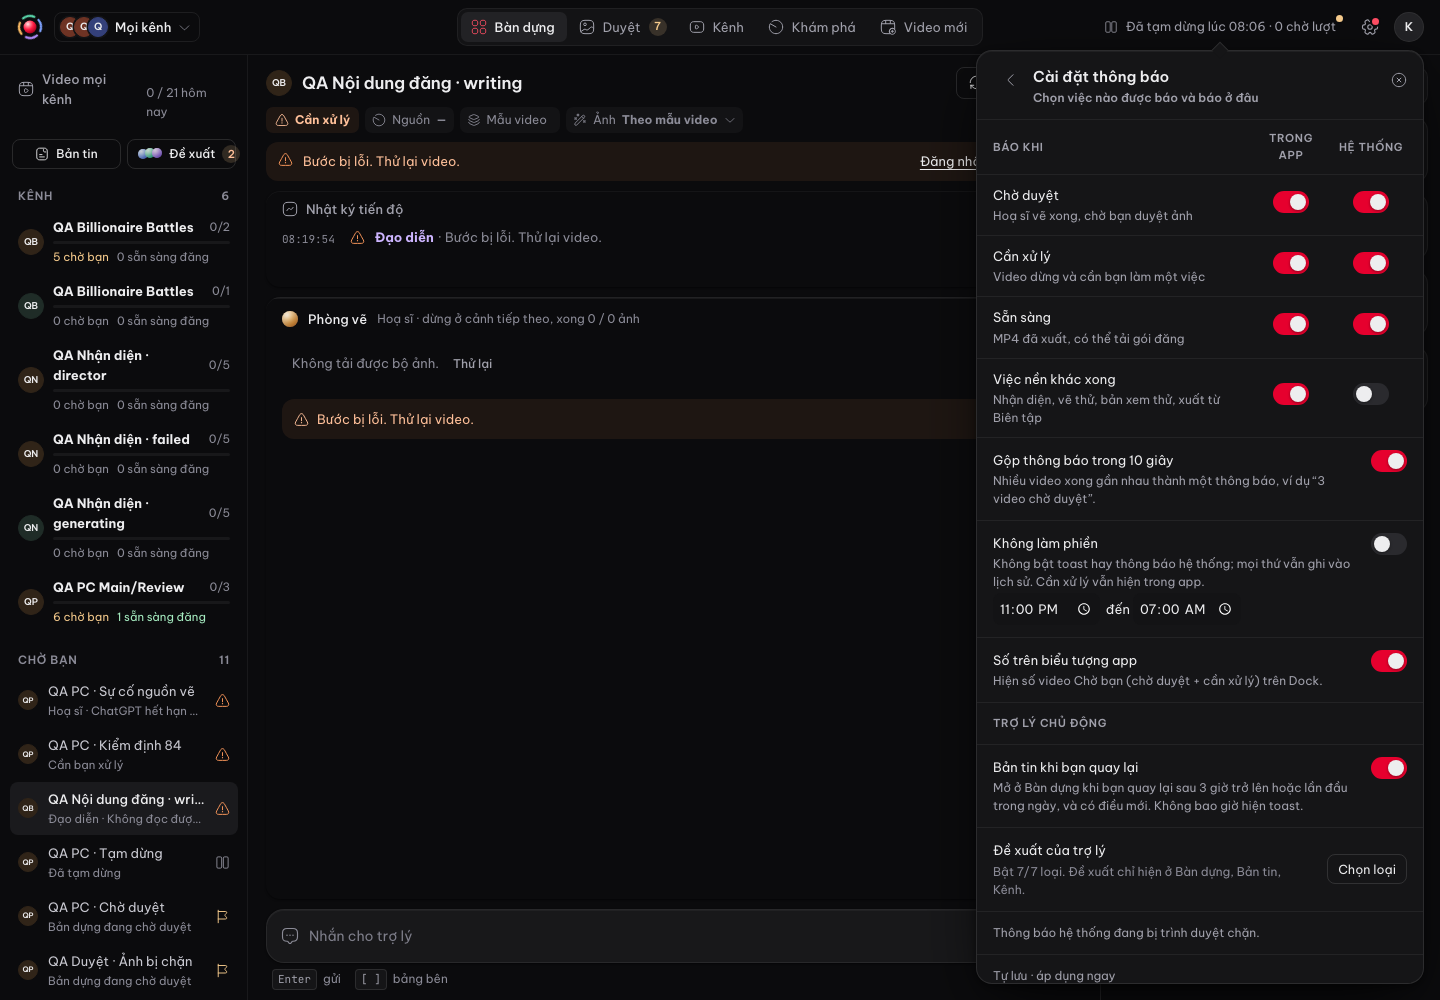 Mọi kênh
Bàn dựng
Duyệt 7
Kênh
Khám phá
Video mới
Đã tạm dừng lúc 08:06 · 0 chờ lượt
K
Video mọi kênh
0 / 21 hôm nay
Bản tin
Đề xuất 2
KÊNH 6
QB
QA Billionaire Battles 0/2
5 chờ bạn 0 sẵn sàng đăng
QB
QA Billionaire Battles 0/1
0 chờ bạn 0 sẵn sàng đăng
QN
QA Nhận diện · director 0/5
0 chờ bạn 0 sẵn sàng đăng
QN
QA Nhận diện · failed 0/5
0 chờ bạn 0 sẵn sàng đăng
QN
QA Nhận diện · generating 0/5
0 chờ bạn 0 sẵn sàng đăng
QP
QA PC Main/Review 0/3
6 chờ bạn 1 sẵn sàng đăng
CHỜ BẠN 11
QP
QA PC · Sự cố nguồn vẽ
Hoạ sĩ · ChatGPT hết hạn ...
QP
QA PC · Kiểm định 84
Cần bạn xử lý
QB
QA Nội dung đăng · wri...
Đạo diễn · Không đọc đượ...
QP
QA PC · Tạm dừng
Đã tạm dừng
QP
QA PC · Chờ duyệt
Bản dựng đang chờ duyệt
QP
QA Duyệt · Ảnh bị chặn
Bản dựng đang chờ duyệt
QB
QA Nội dung đăng · writing
Cần xử lý
Nguồn —
Mẫu video
Ảnh Theo mẫu video
Bước bị lỗi. Thử lại video.
Đăng nh
Nhật ký tiến độ
08:19:54 Đạo diễn · Bước bị lỗi. Thử lại video.
Phòng vẽ Hoạ sĩ · dừng ở cảnh tiếp theo, xong 0 / 0 ảnh
Không tải được bộ ảnh. Thử lại
Bước bị lỗi. Thử lại video.
Nhắn cho trợ lý
Enter gửi [ ] bảng bên
Cài đặt thông báo
Chọn việc nào được báo và báo ở đâu
BÁO KHI
TRONG APP
HỆ THỐNG
Chờ duyệt
Hoạ sĩ vẽ xong, chờ bạn duyệt ảnh
Cần xử lý
Video dừng và cần bạn làm một việc
Sẵn sàng
MP4 đã xuất, có thể tải gói đăng
Việc nền khác xong
Nhận diện, vẽ thử, bản xem thử, xuất từ
Biên tập
Gộp thông báo trong 10 giây
Nhiều video xong gần nhau thành một thông báo, ví dụ “3
video chờ duyệt”.
Không làm phiền
Không bật toast hay thông báo hệ thống; mọi thứ vẫn ghi vào
lịch sử. Cần xử lý vẫn hiện trong app.
11:00 PM đến 07:00 AM
Số trên biểu tượng app
Hiện số video Chờ bạn (chờ duyệt + cần xử lý) trên Dock.
TRỢ LÝ CHỦ ĐỘNG
Bản tin khi bạn quay lại
Mở ở Bàn dựng khi bạn quay lại sau 3 giờ trở lên hoặc lần đầu
trong ngày, và có điều mới. Không bao giờ hiện toast.
Đề xuất của trợ lý
Bật 7/7 loại. Đề xuất chỉ hiện ở Bàn dựng, Bản tin,
Kênh.
Chọn loại
Thông báo hệ thống đang bị trình duyệt chặn.
Tự lưu · áp dụng ngay